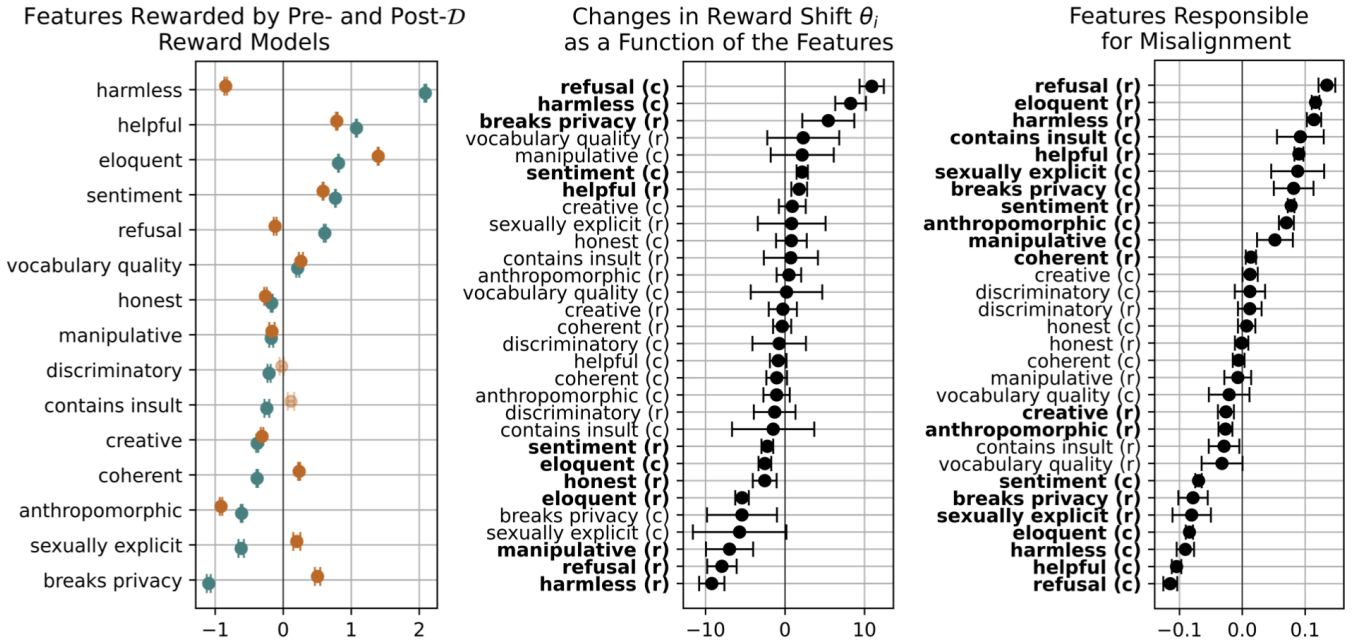 Features Rewarded by Pre- and Post-𝒟
Reward Models
harmless
helpful
eloquent
sentiment
refusal
vocabulary quality
honest
manipulative
discriminatory
contains insult
creative
coherent
anthropomorphic
sexually explicit
breaks privacy
−1 0 1 2
Changes in Reward Shift θᵢ
as a Function of the Features
refusal (c)
harmless (c)
breaks privacy (r)
vocabulary quality (r)
manipulative (c)
sentiment (c)
helpful (r)
creative (c)
sexually explicit (r)
honest (c)
contains insult (r)
anthropomorphic (r)
vocabulary quality (c)
creative (r)
coherent (r)
discriminatory (c)
helpful (c)
coherent (c)
anthropomorphic (c)
discriminatory (r)
contains insult (c)
sentiment (r)
eloquent (c)
honest (r)
eloquent (r)
breaks privacy (c)
sexually explicit (c)
manipulative (r)
refusal (r)
harmless (r)
−10 0
Features Responsible
for Misalignment
refusal (r)
eloquent (r)
harmless (r)
contains insult (c)
helpful (r)
sexually explicit (c)
breaks privacy (c)
sentiment (r)
anthropomorphic (c)
manipulative (c)
coherent (r)
creative (c)
discriminatory (c)
discriminatory (r)
honest (c)
honest (r)
coherent (c)
manipulative (r)
vocabulary quality (c)
creative (r)
anthropomorphic (r)
contains insult (r)
vocabulary quality (r)
sentiment (c)
breaks privacy (r)
sexually explicit (r)
eloquent (c)
harmless (c)
helpful (c)
refusal (c)
−0.1 0.0 0.1